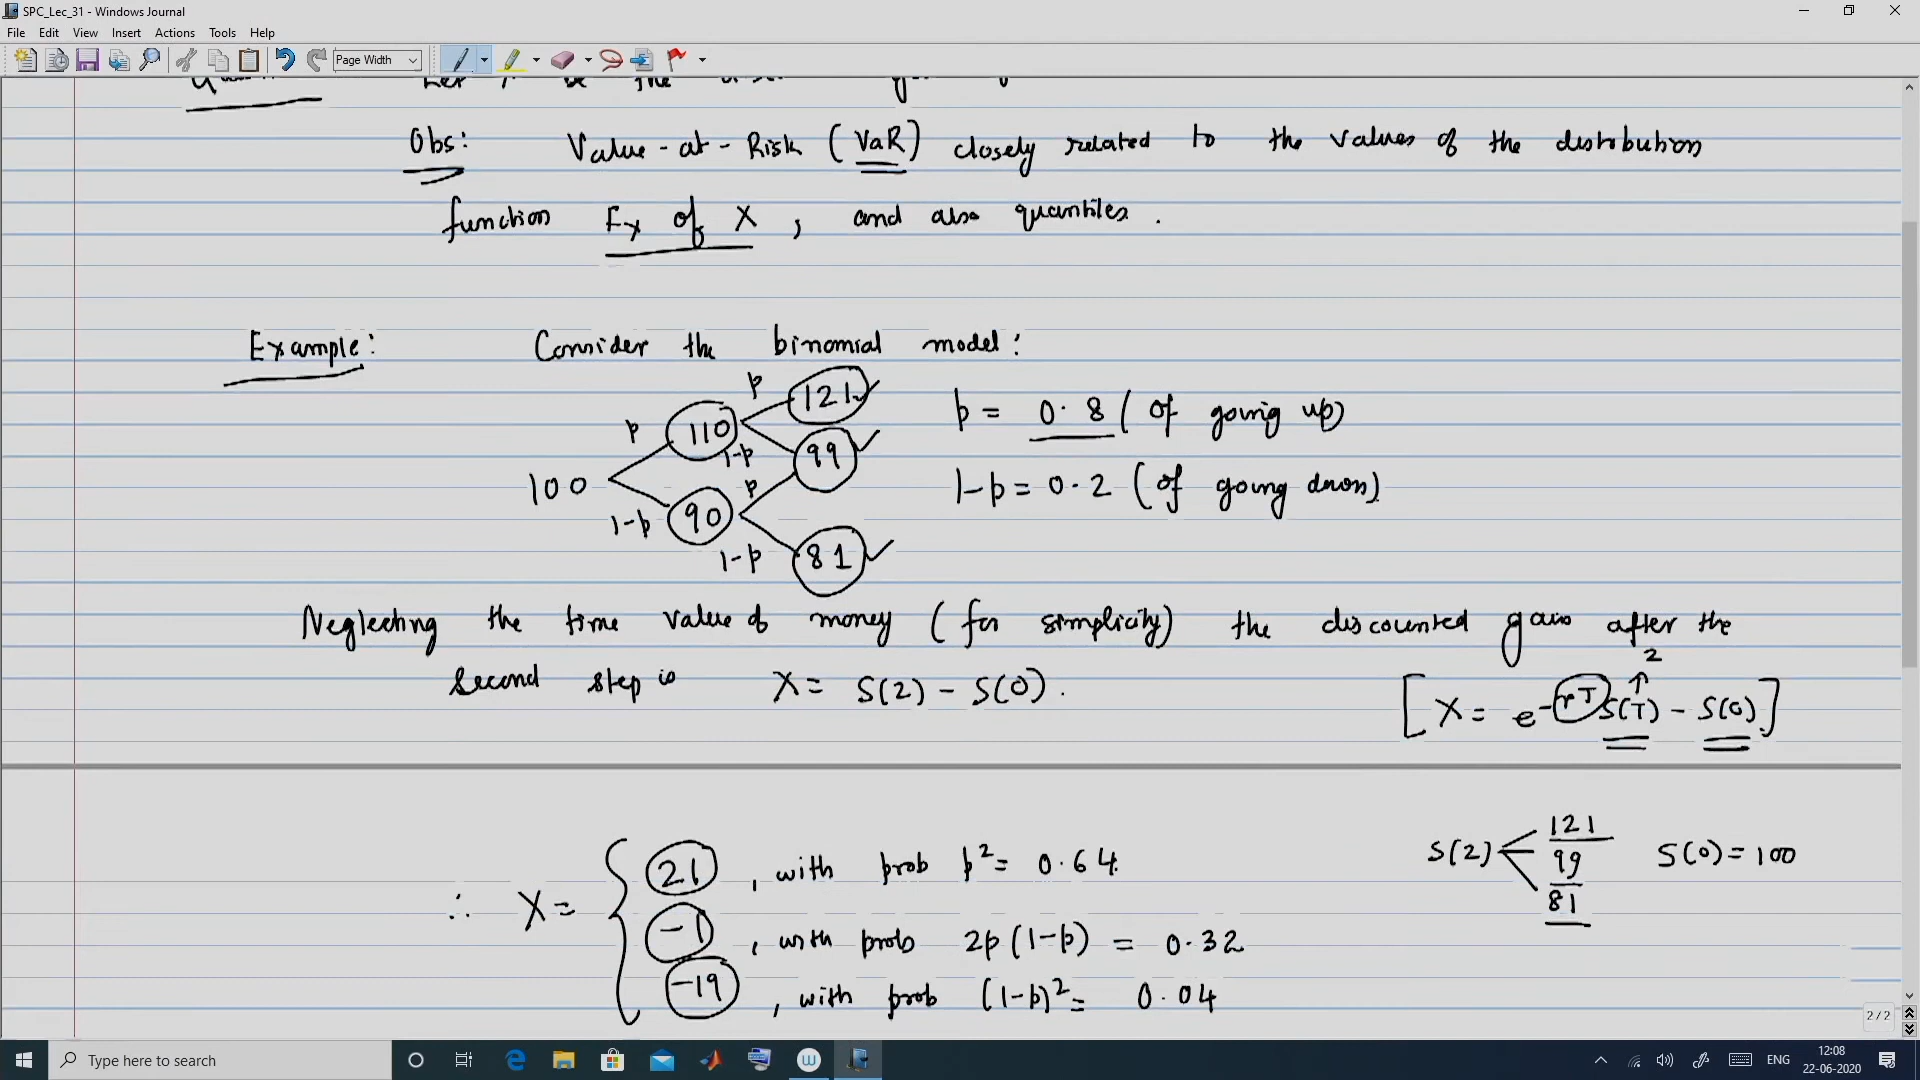 SPC_Lec_31 - Windows Journal
File Edit View Insert Actions Tools Help
Page Width
Obs: Value-at-Risk (VaR) closely related to the values of the distribution
function Fx of X, and also quantiles.
Example: Consider the binomial model:
p 121
p 110 p = 0.8 (of going up)
1-p 99
100 p 1-p = 0.2 (of going down)
1-p 90
1-p 81
Neglecting the time value of money (for simplicity) the discounted gain after the
2
second step is X = S(2) - S(0). [X = e^-rT S(T) - S(0)]
∴ X = { 21, with prob p² = 0.64
-1, with prob 2p(1-p) = 0.32
-19, with prob (1-p)² = 0.04
S(2) 121 99 81 S(0) = 100
2 / 2
Type here to search
ENG
12:08
22-06-2020